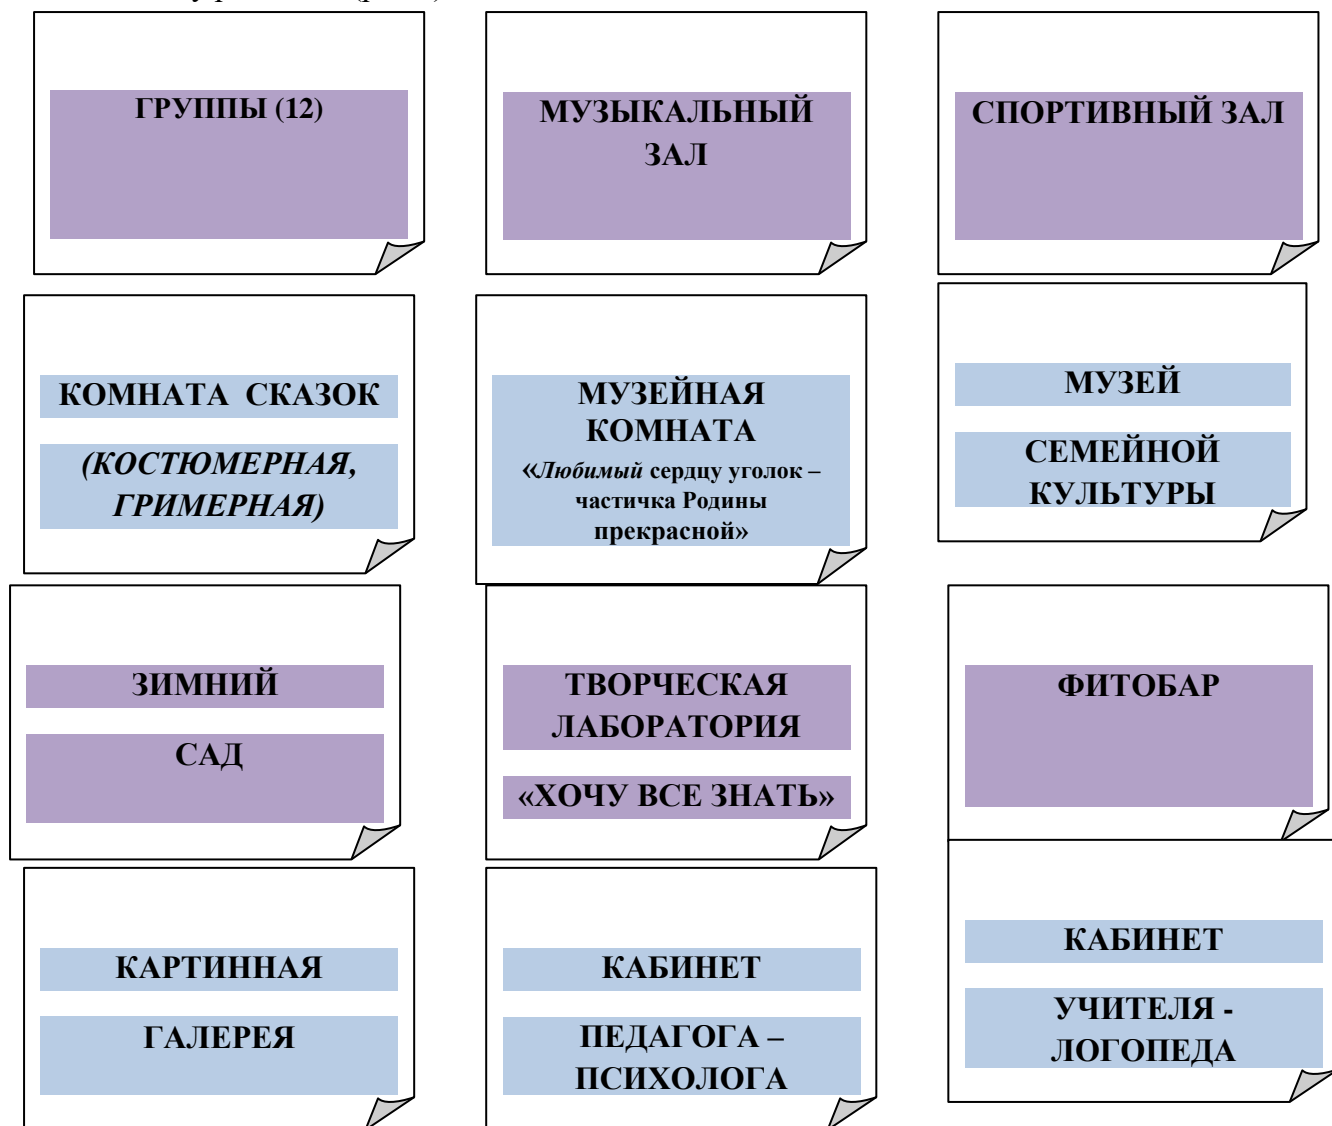 ГРУППЫ (12)
МУЗЫКАЛЬНЫЙ
ЗАЛ
СПОРТИВНЫЙ ЗАЛ
КОМНАТА СКАЗОК
(КОСТЮМЕРНАЯ,
ГРИМЕРНАЯ)
МУЗЕЙНАЯ
КОМНАТА
«Любимый сердцу уголок –
частичка Родины
прекрасной»
МУЗЕЙ
СЕМЕЙНОЙ
КУЛЬТУРЫ
ЗИМНИЙ
САД
ТВОРЧЕСКАЯ
ЛАБОРАТОРИЯ
«ХОЧУ ВСЕ ЗНАТЬ»
ФИТОБАР
КАРТИННАЯ
ГАЛЕРЕЯ
КАБИНЕТ
ПЕДАГОГА –
ПСИХОЛОГА
КАБИНЕТ
УЧИТЕЛЯ -
ЛОГОПЕДА